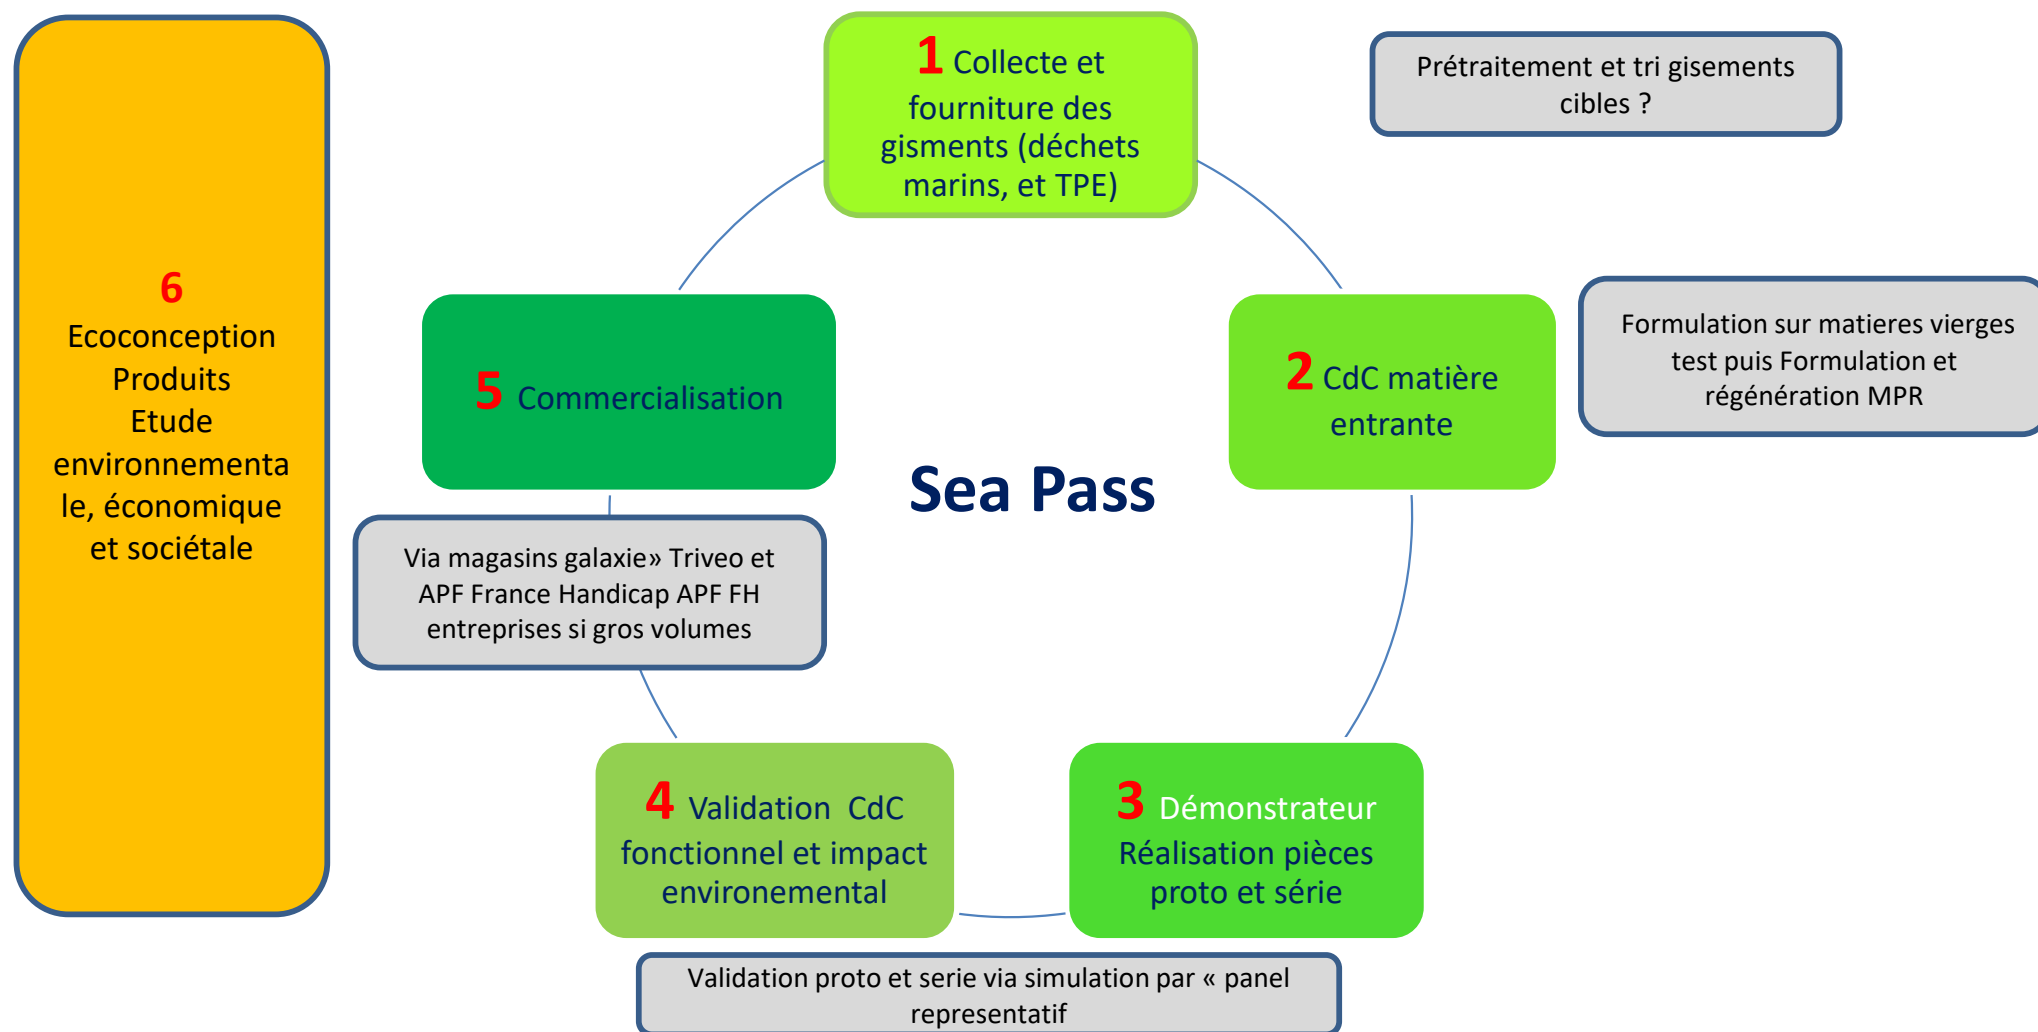 1 Collecte et
fourniture des
gisments (déchets
marins, et TPE)
Prétraitement et tri gisements
cibles ?
6
Ecoconception
Produits
Etude
environnementa
le, économique
et sociétale
5 Commercialisation
2 CdC matière
entrante
Formulation sur matieres vierges
test puis Formulation et
régénération MPR
Sea Pass
Via magasins galaxie» Triveo et
APF France Handicap APF FH
entreprises si gros volumes
4 Validation CdC
fonctionnel et impact
environemental
3 Démonstrateur
Réalisation pièces
proto et série
Validation proto et serie via simulation par « panel
representatif